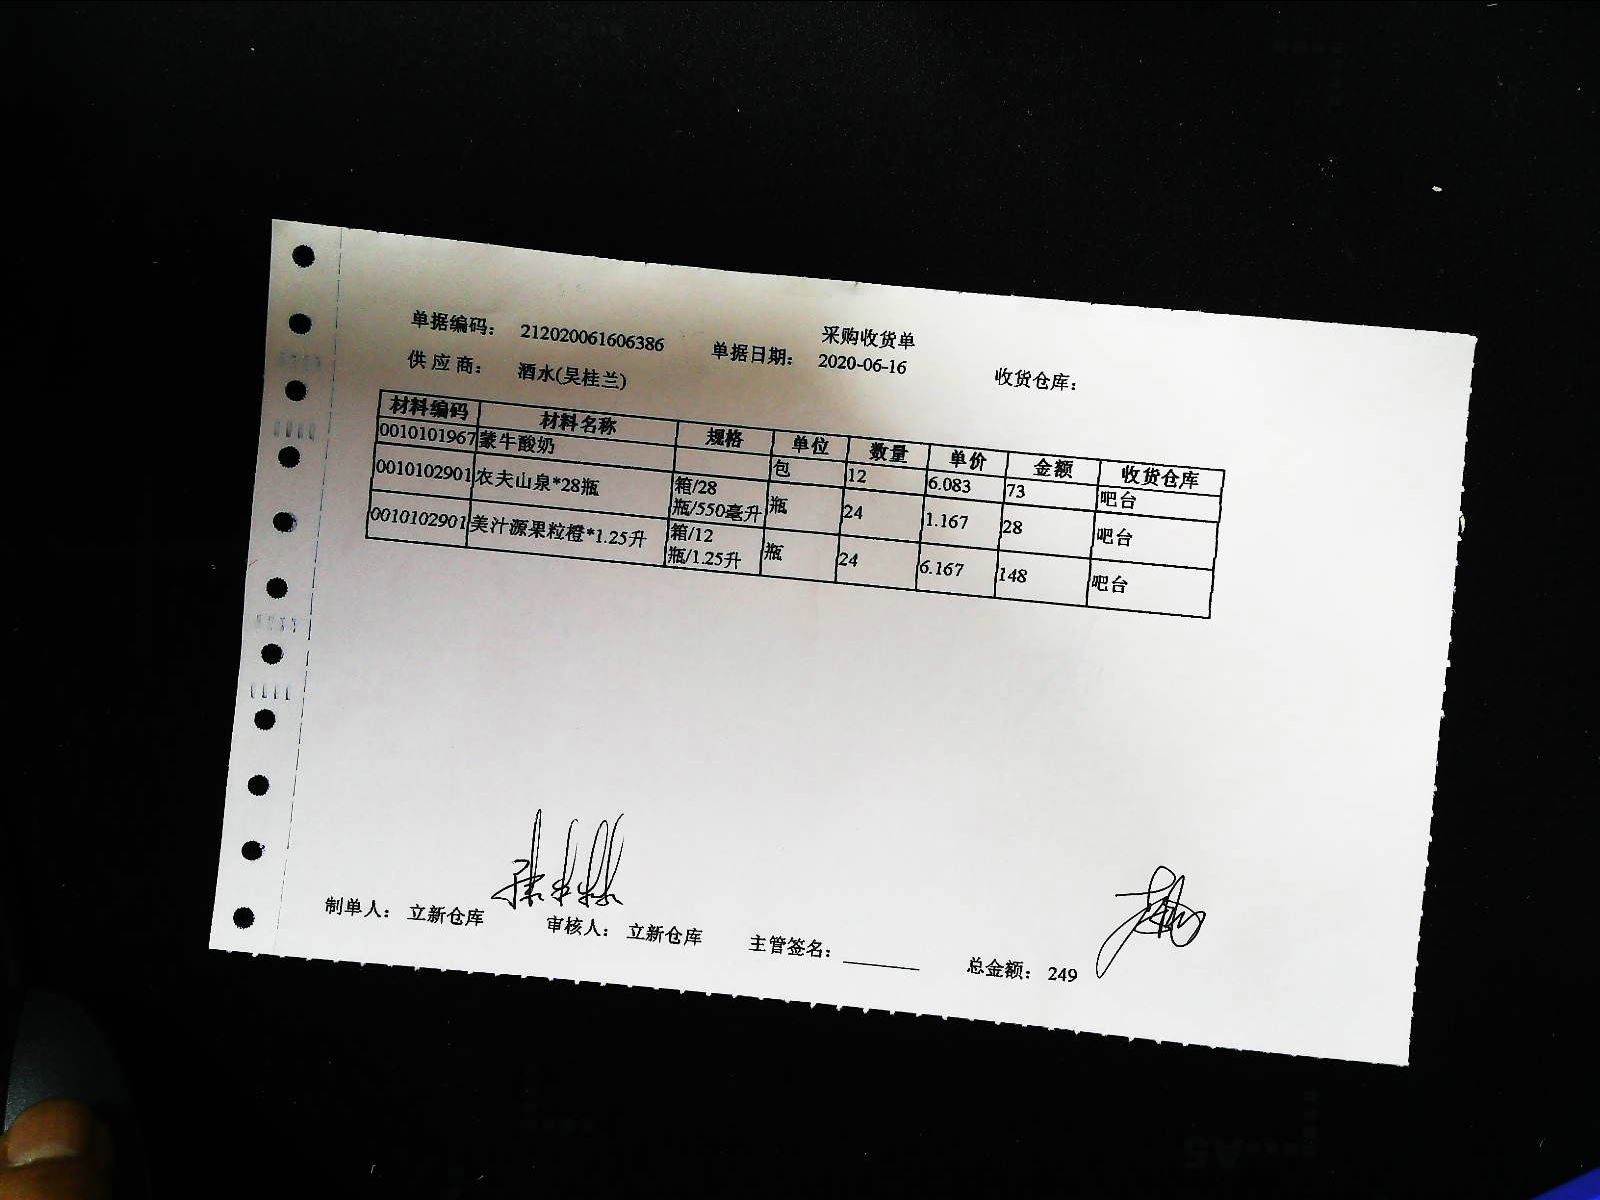 采购收货单
单据编码： 212020061606386 单据日期： 2020-06-16 收货仓库：
供 应 商： 酒水(吴桂兰)
材料编码 材料名称 规格 单位 数量 单价 金额 收货仓库
0010101967 蒙牛酸奶 包 12 6.083 73 吧台
0010102901 农夫山泉*28瓶 箱/28 瓶/550毫升 瓶 24 1.167 28 吧台
0010102901 美汁源果粒橙*1.25升 箱/12 瓶/1.25升 瓶 24 6.167 148 吧台
制单人： 立新仓库 审核人： 立新仓库 主管签名： 总金额： 249